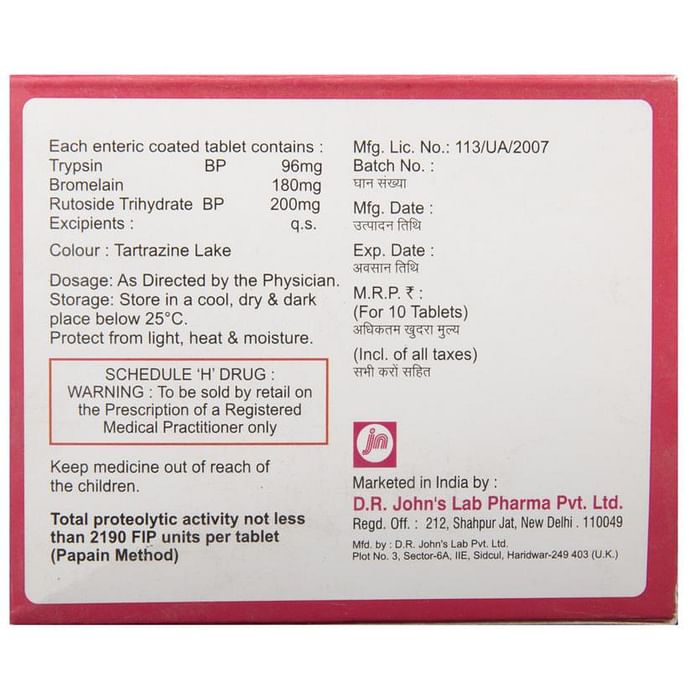 Each enteric coated tablet contains :
Trypsin BP 96mg
Bromelain 180mg
Rutoside Trihydrate BP 200mg
Excipients : q.s.
Colour : Tartrazine Lake
Dosage: As Directed by the Physician.
Storage: Store in a cool, dry & dark
place below 25°C.
Protect from light, heat & moisture.
SCHEDULE 'H' DRUG :
WARNING : To be sold by retail on
the Prescription of a Registered
Medical Practitioner only
Keep medicine out of reach of
the children.
Total proteolytic activity not less
than 2190 FIP units per tablet
(Papain Method)
Mfg. Lic. No.: 113/UA/2007
Batch No. :
घान संख्या
Mfg. Date :
उत्पादन तिथि
Exp. Date :
अवसान तिथि
M.R.P. ₹ :
(For 10 Tablets)
अधिकतम खुदरा मुल्य
(Incl. of all taxes)
सभी करों सहित
jn
Marketed in India by :
D.R. John's Lab Pharma Pvt. Ltd.
Regd. Off. : 212, Shahpur Jat, New Delhi . 110049
Mfd. by : D.R. John's Lab Pvt. Ltd.
Plot No. 3, Sector-6A, IIE, Sidcul, Haridwar-249 403 (U.K.)